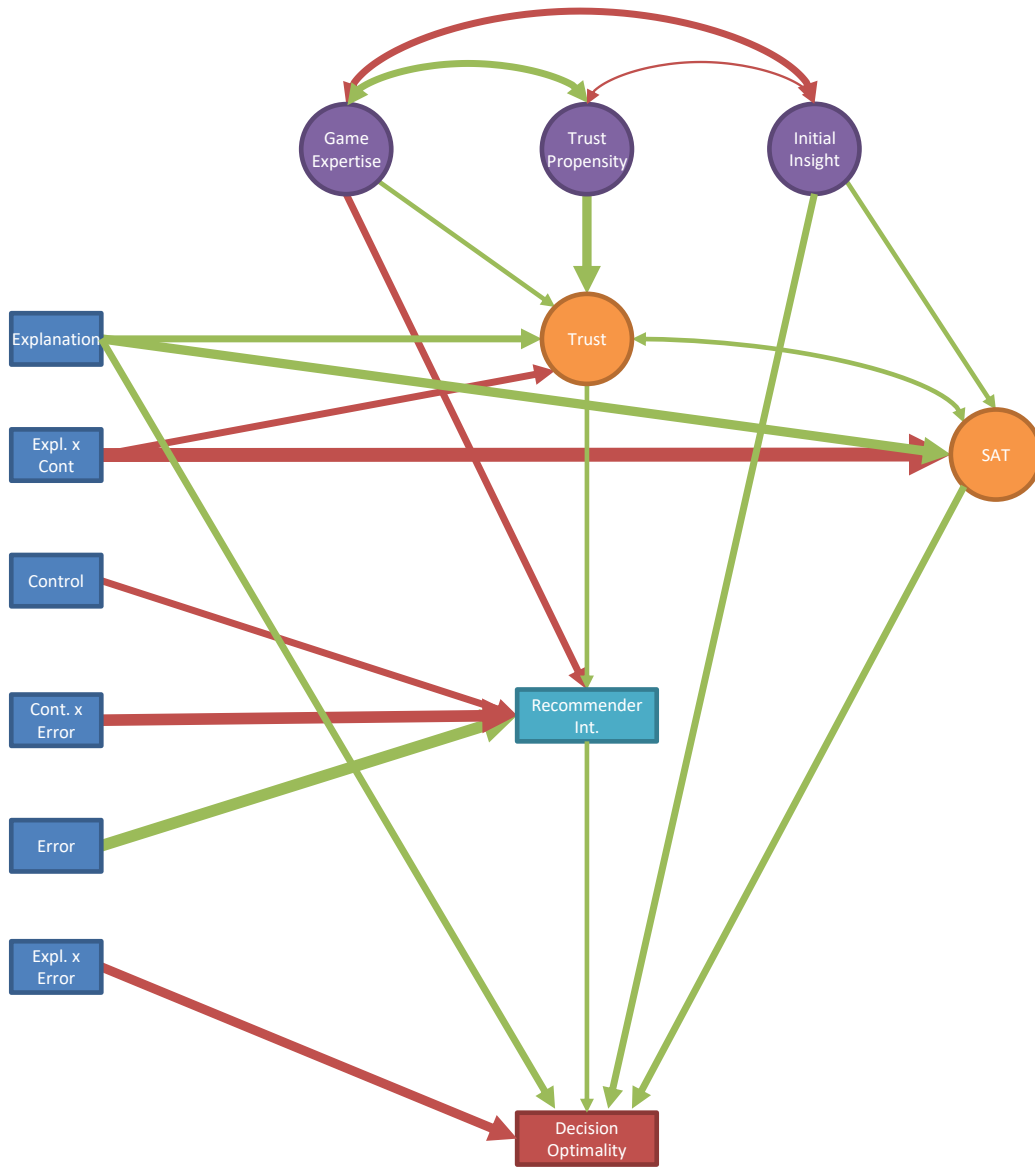 Game
Expertise
Trust
Propensity
Initial
Insight
Explanation
Trust
Expl. x
Cont
SAT
Control
Cont. x
Error
Recommender
Int.
Error
Expl. x
Error
Decision
Optimality